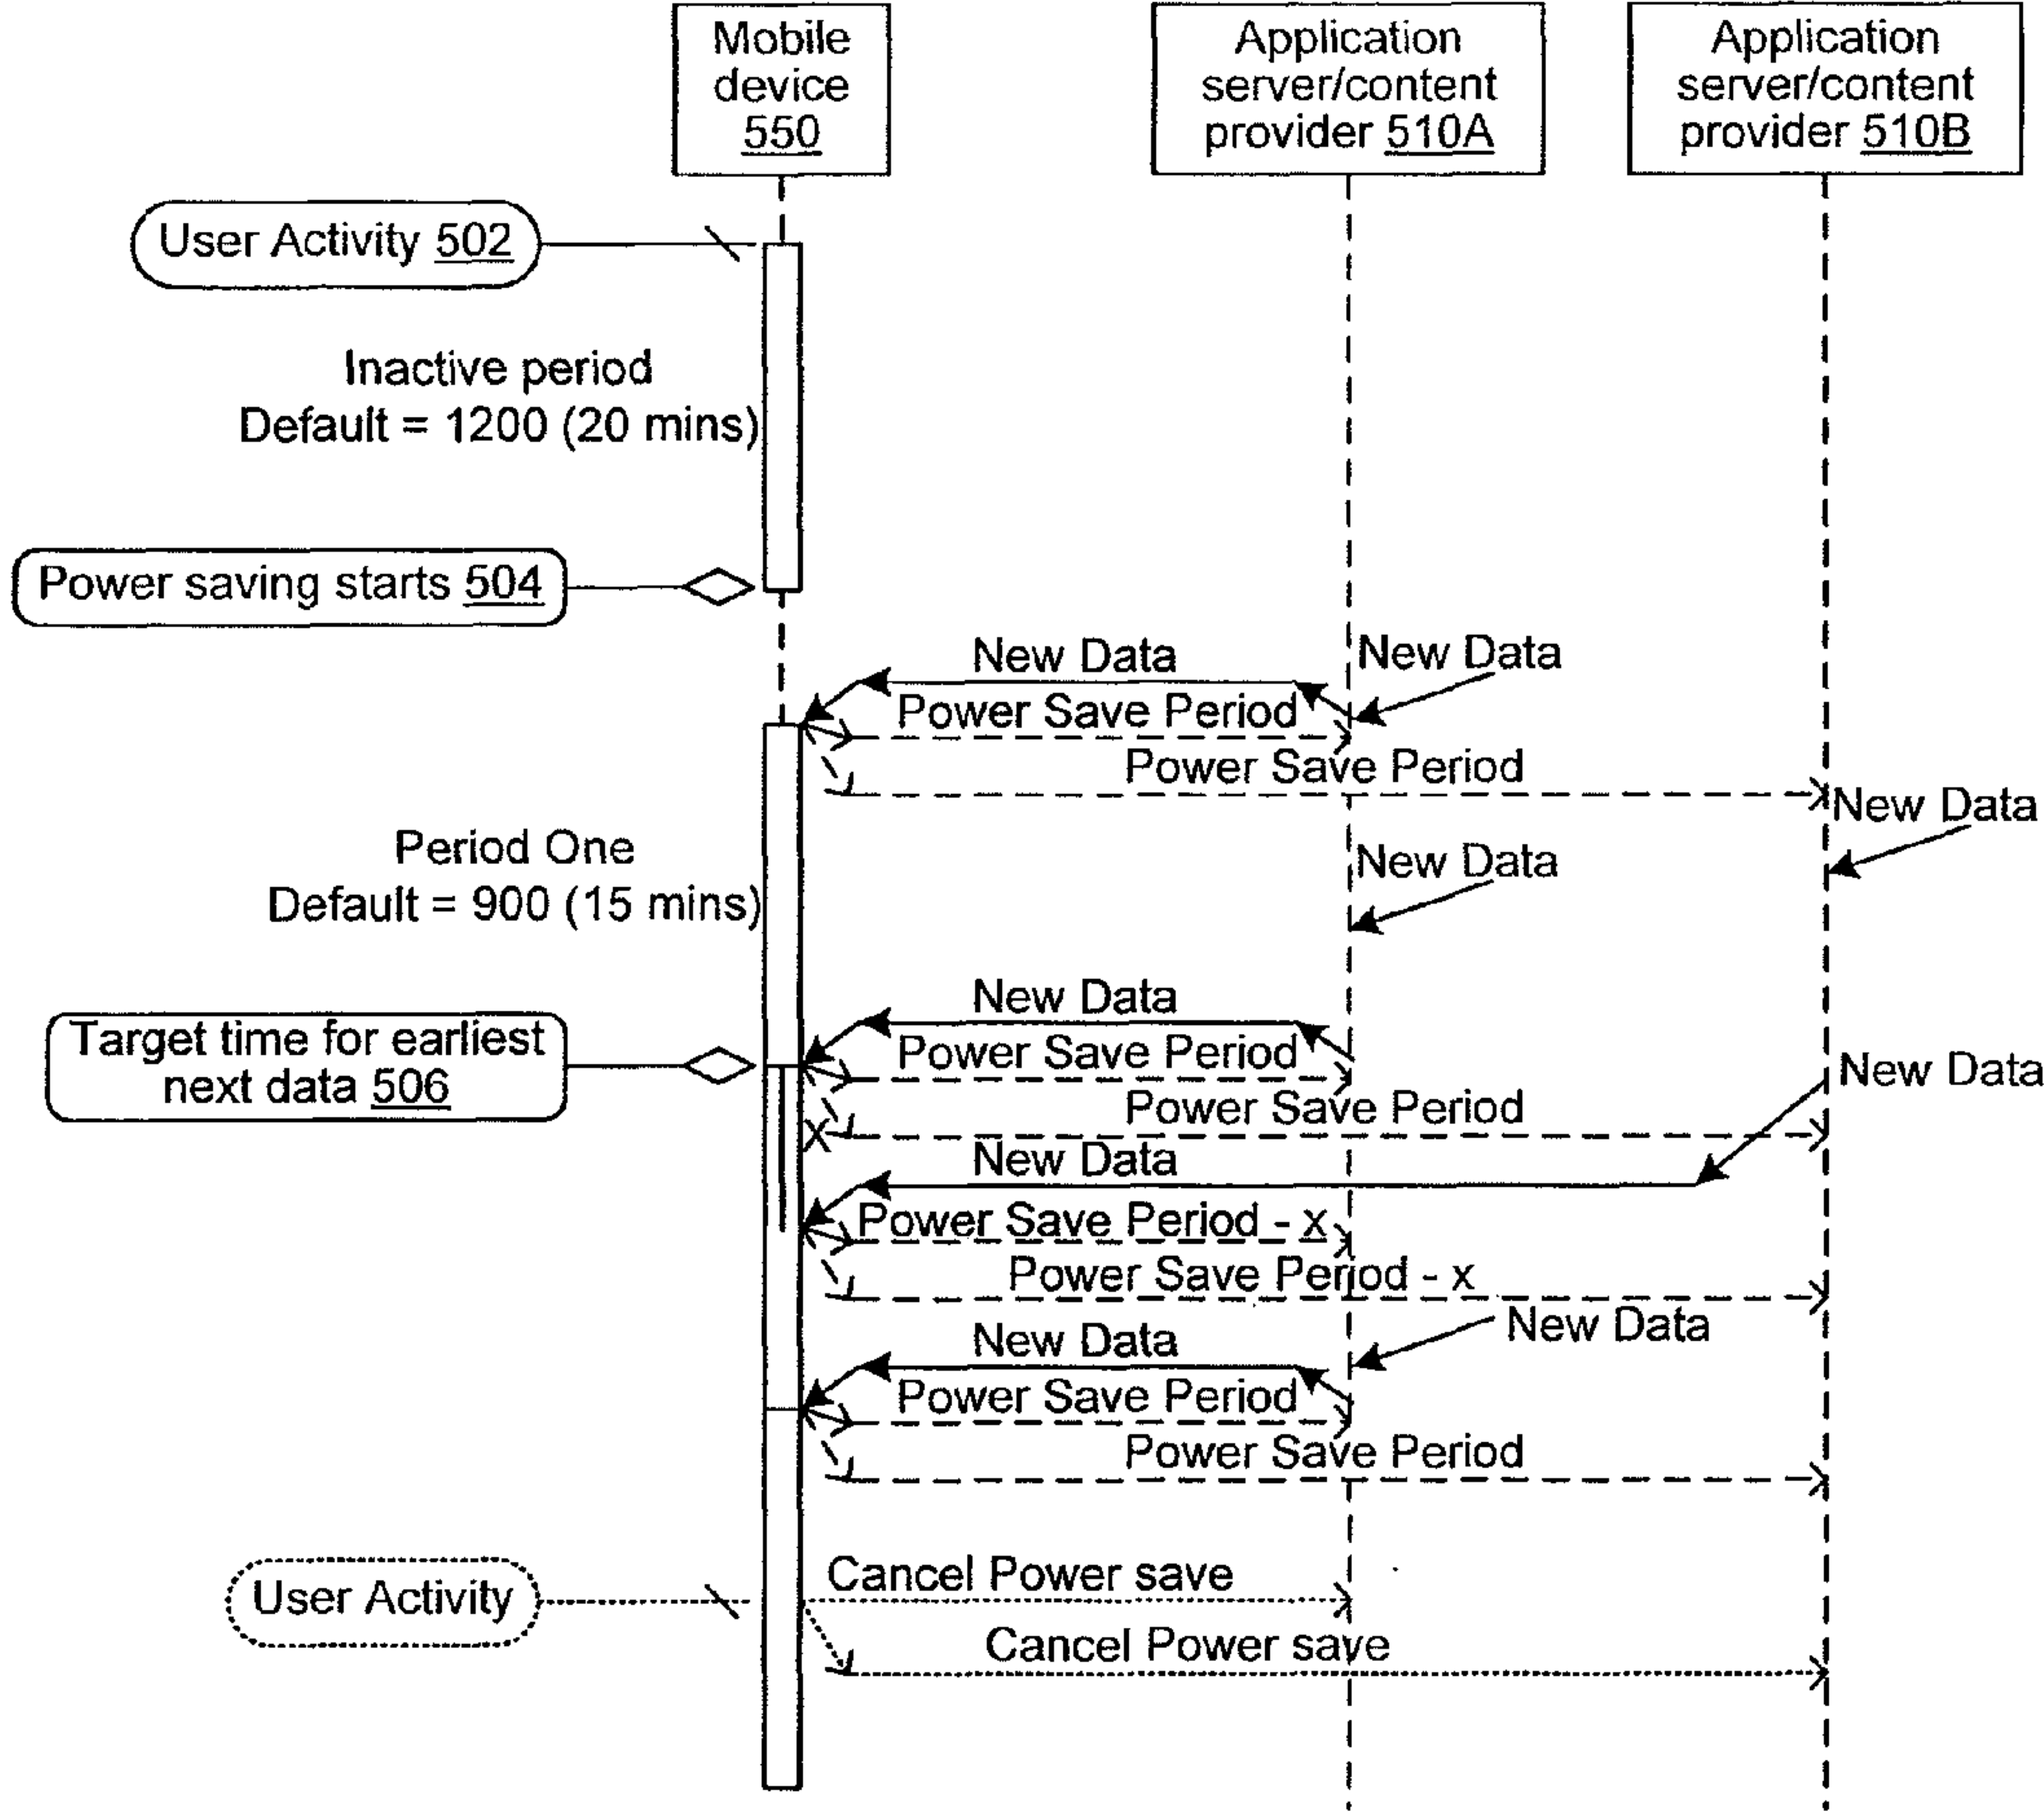 Mobile
device
550
Application
server/content
provider 510A
Application
server/content
provider 510B
User Activity 502
Inactive period
Default = 1200 (20 mins)
Power saving starts 504
New Data
New Data
Power Save Period
Power Save Period
New Data
Period One
Default = 900 (15 mins)
New Data
New Data
Target time for earliest
next data 506
Power Save Period
New Data
Power Save Period
X
New Data
Power Save Period - x
Power Save Period - x
New Data
New Data
Power Save Period
Power Save Period
User Activity
Cancel Power save
Cancel Power save